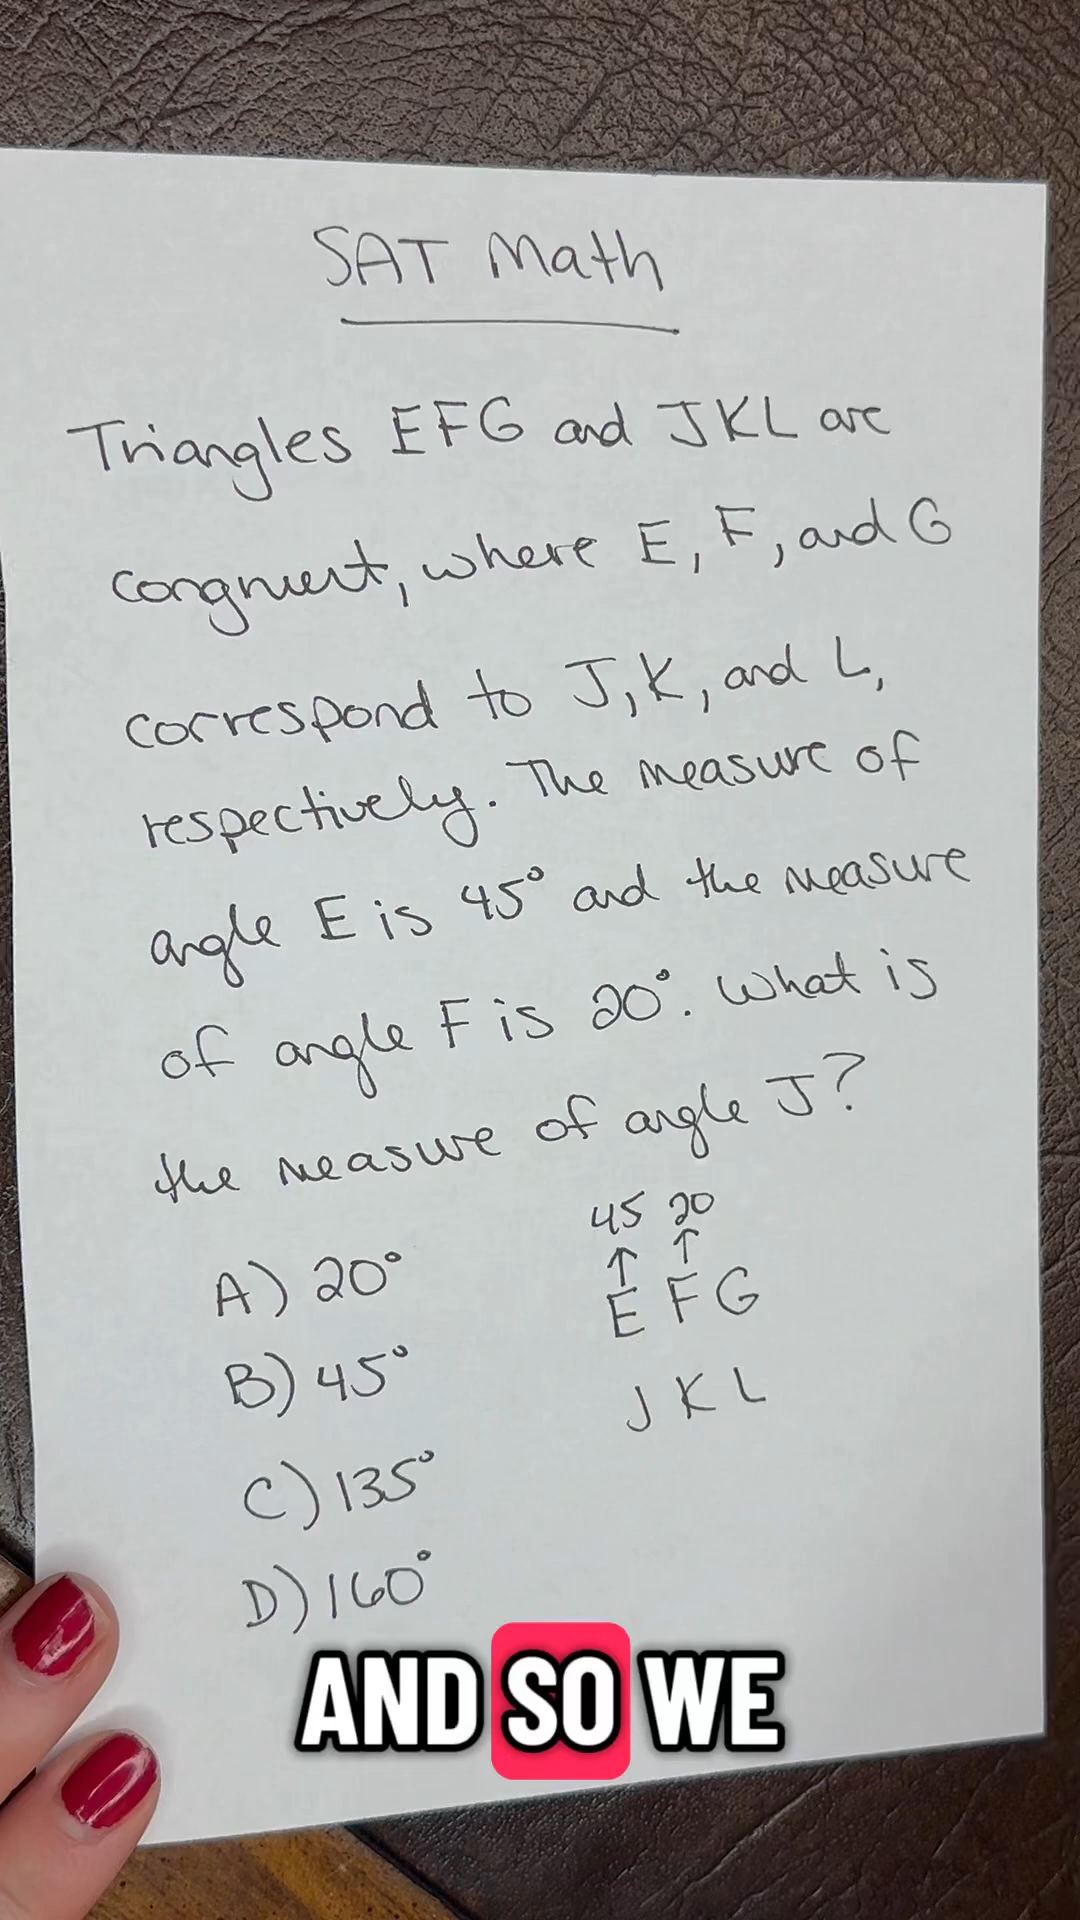 SAT Math
Triangles EFG and JKL are
congruent, where E, F, and G
correspond to J, K, and L,
respectively. The measure of
angle E is 45° and the measure
of angle F is 20°. What is
the measure of angle J?
45 20
↑ ↑
A) 20°
E F G
B) 45°
J K L
C) 135°
D) 160°
AND SO WE